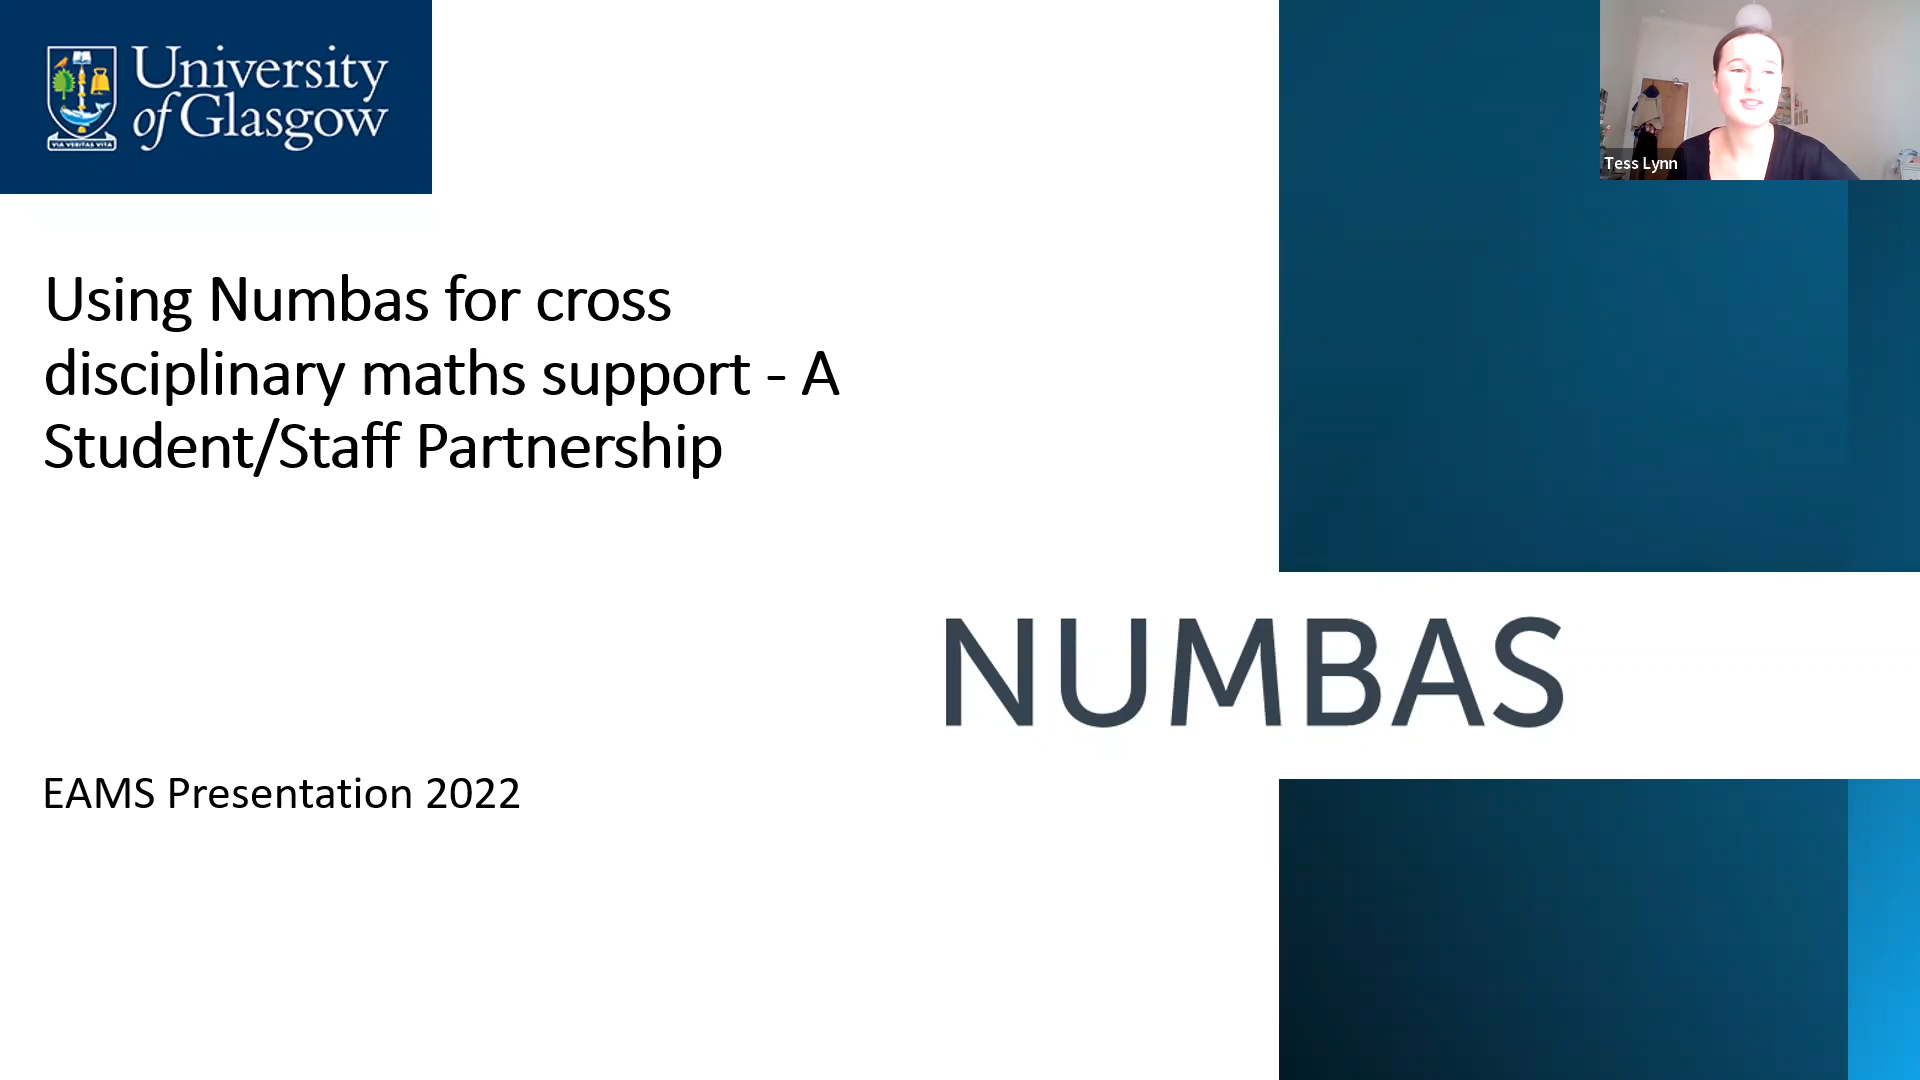 University
of Glasgow
VIA VERITAS VITA
Tess Lynn
Using Numbas for cross
disciplinary maths support - A
Student/Staff Partnership
NUMBAS
EAMS Presentation 2022